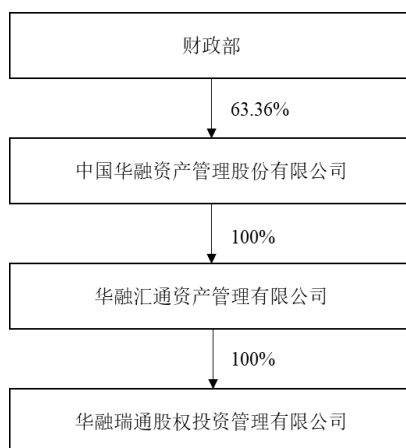 财政部
63.36%
中国华融资产管理股份有限公司
100%
华融汇通资产管理有限公司
100%
华融瑞通股权投资管理有限公司